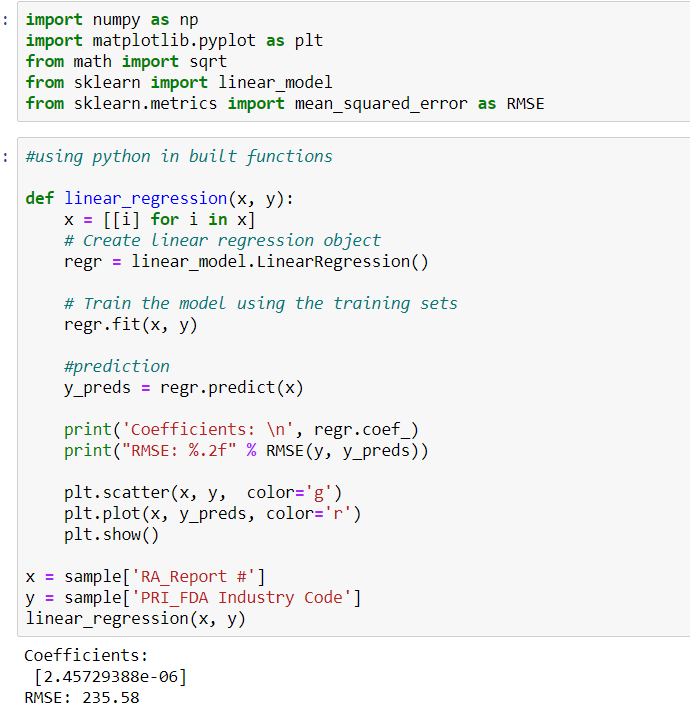 : import numpy as np
import matplotlib.pyplot as plt
from math import sqrt
from sklearn import linear_model
from sklearn.metrics import mean_squared_error as RMSE
: #using python in built functions
def linear_regression(x, y):
    x = [[i] for i in x]
    # Create linear regression object
    regr = linear_model.LinearRegression()
    # Train the model using the training sets
    regr.fit(x, y)
    #prediction
    y_preds = regr.predict(x)
    print('Coefficients: \n', regr.coef_)
    print("RMSE: %.2f" % RMSE(y, y_preds))
    plt.scatter(x, y,  color='g')
    plt.plot(x, y_preds, color='r')
    plt.show()
x = sample['RA_Report #']
y = sample['PRI_FDA Industry Code']
linear_regression(x, y)
Coefficients:
 [2.45729388e-06]
RMSE: 235.58